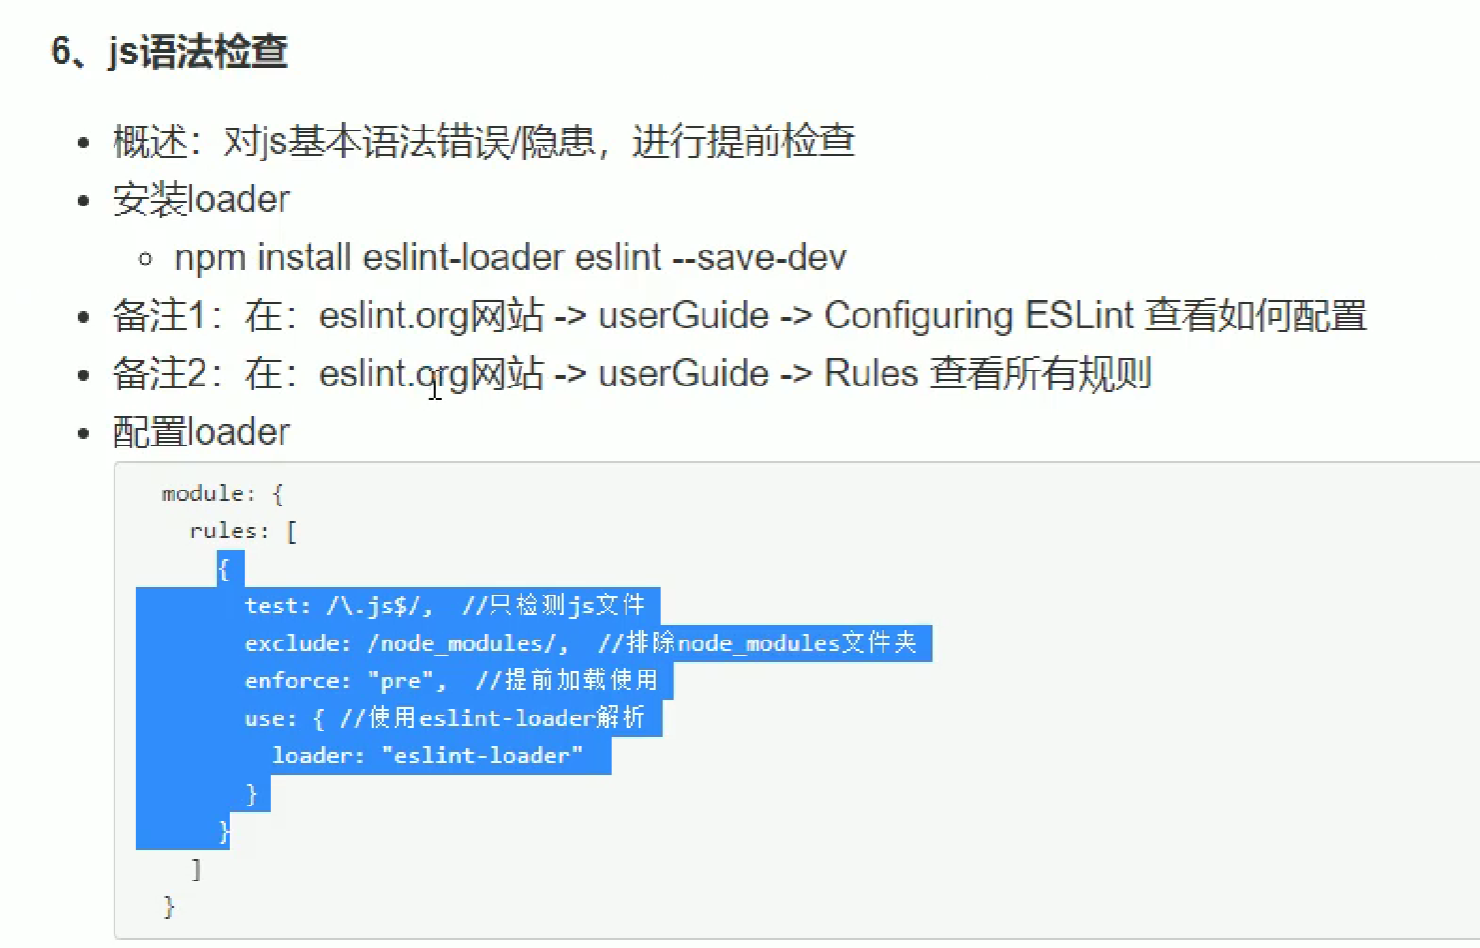 6、js语法检查
概述：对js基本语法错误/隐患，进行提前检查
安装loader
npm install eslint-loader eslint --save-dev
备注1：在：eslint.org网站 -> userGuide -> Configuring ESLint 查看如何配置
备注2：在：eslint.org网站 -> userGuide -> Rules 查看所有规则
配置loader
module: {
rules: [
{
test: /\.js$/,  //只检测js文件
exclude: /node_modules/,  //排除node_modules文件夹
enforce: "pre",  //提前加载使用
use: { //使用eslint-loader解析
loader: "eslint-loader"
}
}
]
}